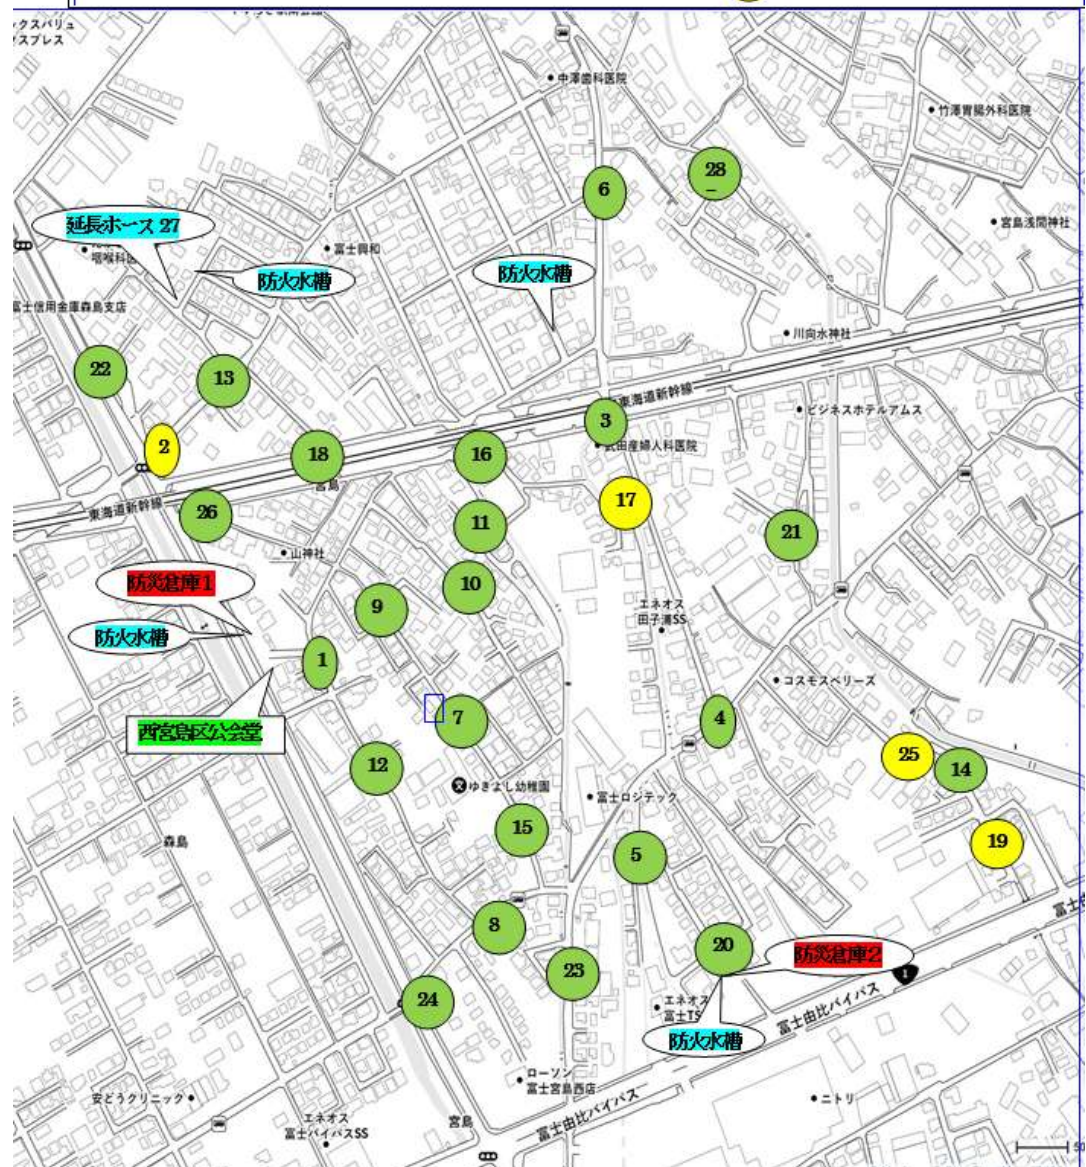 中澤歯科医院
竹澤胃腸外科医院
28
6
延長ホース 27
宮島浅間神社
富士興和
防火水槽
防火水槽
富士信用金庫森島支店
川向水神社
22
13
東海道新幹線
ビジネスホテルアムス
3
武田産婦人科医院
2
18
16
宮島
17
26
東海道新幹線
11
21
山神社
防災倉庫1
10
9
エネオス
田子浦SS
防火水槽
1
コスモスベリーズ
7
4
西宮島区公会堂
25
12
14
ゆきよし幼稚園
富士ロジテック
15
森島
19
5
8
20
防災倉庫2
23
1
24
エネオス
富士TS
富士由比バイパス
防火水槽
ローソン
富士宮島西店
安どうクリニック
ニトリ
エネオス
富士バイパスSS
宮島
富士由比バイパス